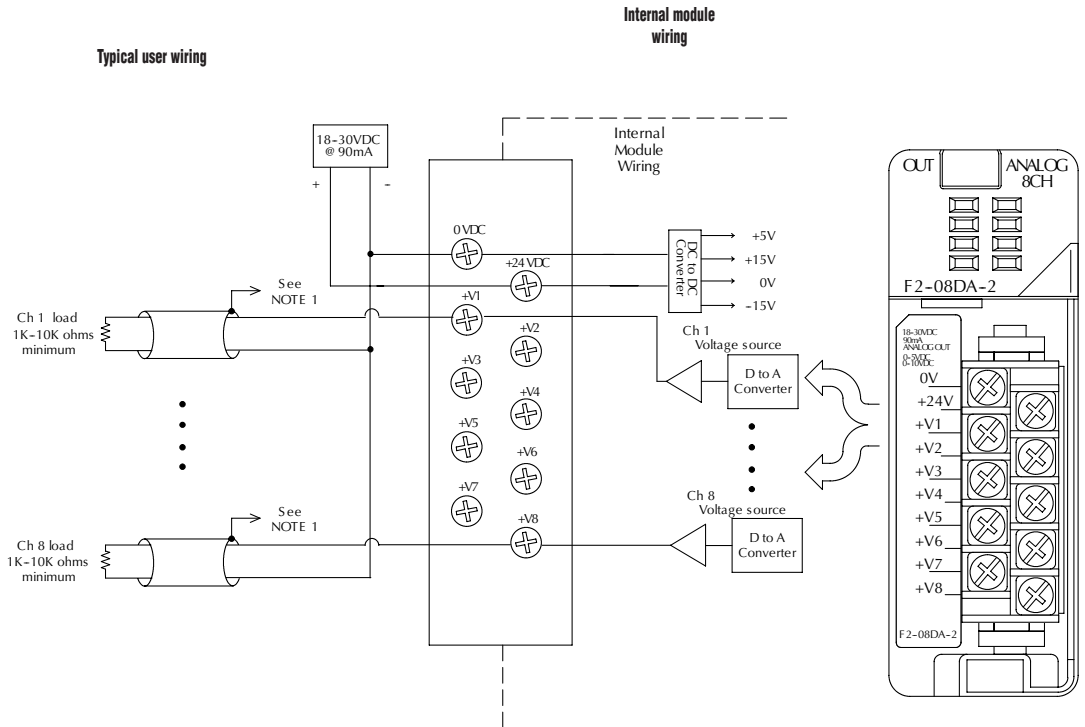 Internal module
wiring
Typical user wiring
18-30VDC
@ 90mA
+
-
Internal
Module
Wiring
0 VDC
+24 VDC
DC to DC
Converter
+5V
+15V
0V
-15V
See
NOTE 1
Ch 1 load
1K-10K ohms
minimum
+V1
+V2
+V3
+V4
+V5
+V6
+V7
+V8
Ch 1
Voltage source
D to A
Converter
Ch 8
Voltage source
D to A
Converter
See
NOTE 1
Ch 8 load
1K-10K ohms
minimum
OUT
ANALOG
8CH
F2-08DA-2
18-30VDC
90mA
ANALOG OUT
0-5VDC
0-10VDC
0V
+24V
+V1
+V2
+V3
+V4
+V5
+V6
+V7
+V8
F2-08DA-2